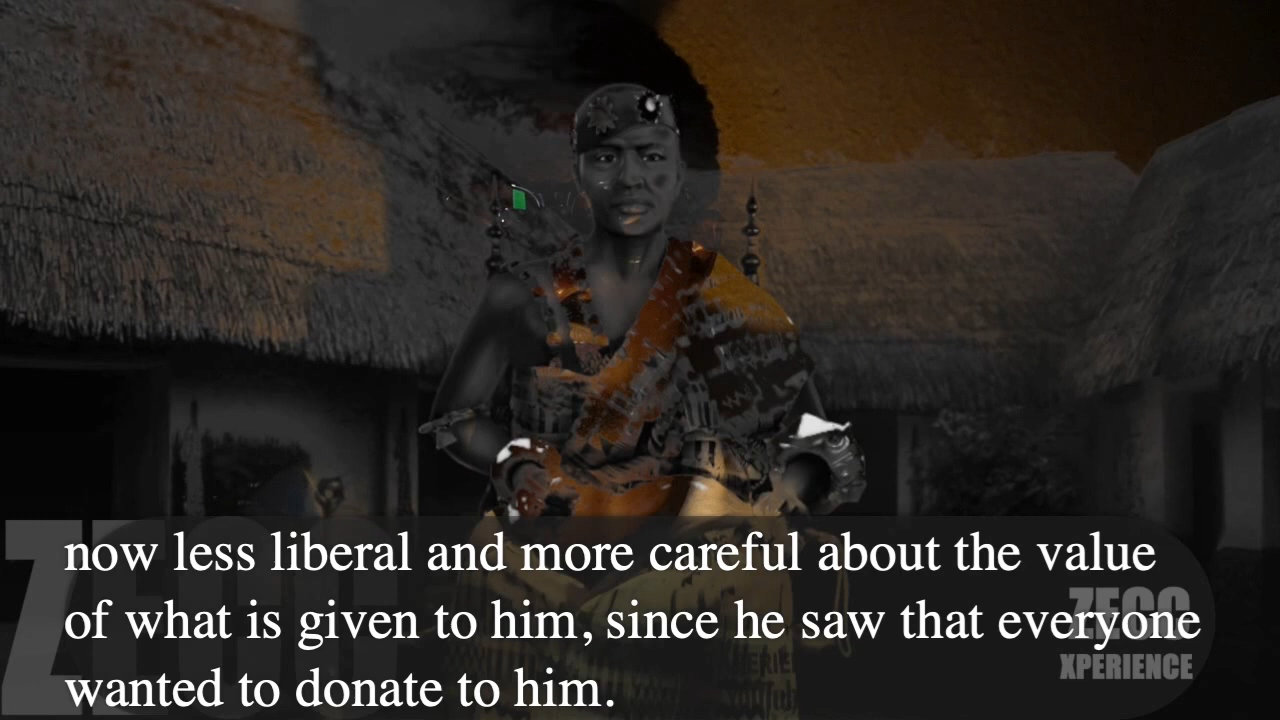 now less liberal and more careful about the value
of what is given to him, since he saw that everyone
wanted to donate to him.
ZECC
XPERIENCE